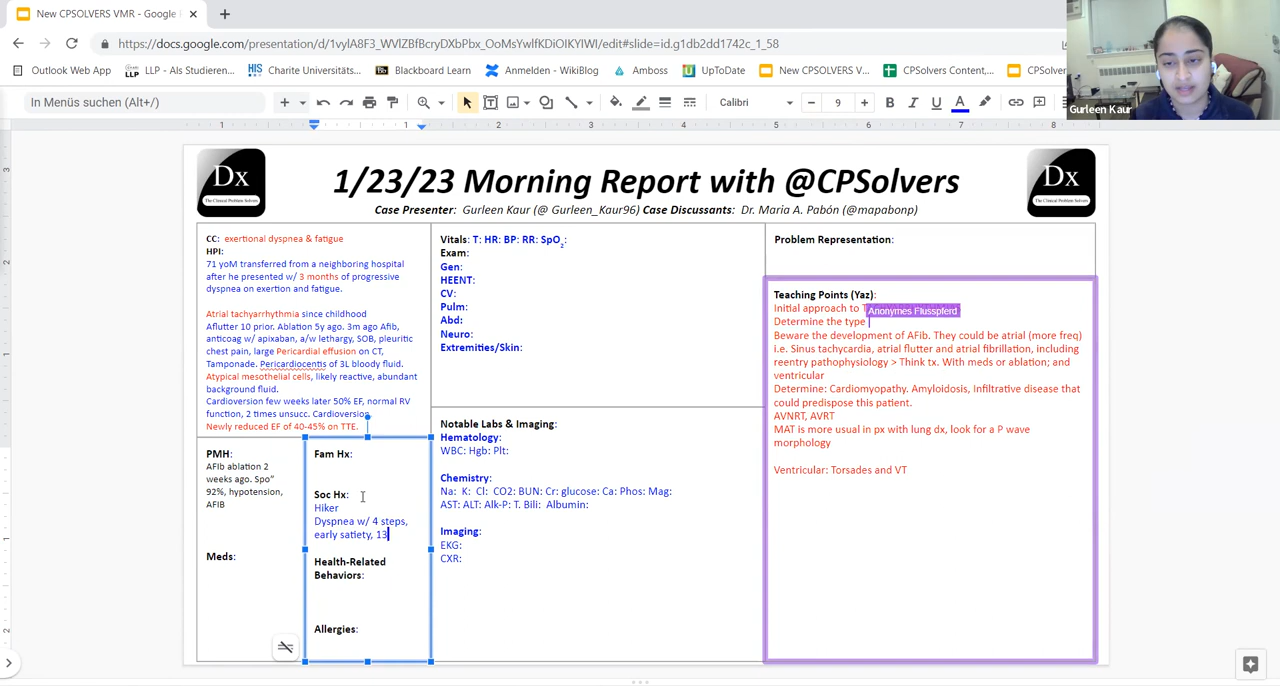 New CPSOLVERS VMR - Google
https://docs.google.com/presentation/d/1vylA8F3_WVlZBfBcryDXbPbx_OoMsYwlfKDiOIKYIWI/edit#slide=id.g1db2dd1742c_1_58
Outlook Web App
LLP - Als Studieren...
Charite Universitäts...
Blackboard Learn
Anmelden - WikiBlog
Amboss
UpToDate
New CPSOLVERS V...
CPSolvers Content,...
CPSolver
In Menüs suchen (Alt+/)
Calibri
9
Gurleen Kaur
1/23/23 Morning Report with @CPSolvers
Case Presenter: Gurleen Kaur (@ Gurleen_Kaur96) Case Discussants: Dr. Maria A. Pabón (@mapabonp)
Dx
The Clinical Problem Solvers
Dx
The Clinical Problem Solvers
CC: exertional dyspnea & fatigue
HPI:
71 yoM transferred from a neighboring hospital
after he presented w/ 3 months of progressive
dyspnea on exertion and fatigue.
Atrial tachyarrhythmia since childhood
Aflutter 10 prior. Ablation 5y ago. 3m ago Afib,
anticoag w/ apixaban, a/w lethargy, SOB, pleuritic
chest pain, large Pericardial effusion on CT,
Tamponade. Pericardiocentis of 3L bloody fluid.
Atypical mesothelial cells, likely reactive, abundant
background fluid.
Cardioversion few weeks later 50% EF, normal RV
function, 2 times unsucc. Cardioversion.
Newly reduced EF of 40-45% on TTE.
PMH:
AFIb ablation 2
weeks ago. Spo"
92%, hypotension,
AFIB
Meds:
Fam Hx:
Soc Hx:
Hiker
Dyspnea w/ 4 steps,
early satiety, 13
Health-Related
Behaviors:
Allergies:
Vitals: T: HR: BP: RR: SpO2:
Exam:
Gen:
HEENT:
CV:
Pulm:
Abd:
Neuro:
Extremities/Skin:
Notable Labs & Imaging:
Hematology:
WBC: Hgb: Plt:
Chemistry:
Na: K: Cl: CO2: BUN: Cr: glucose: Ca: Phos: Mag:
AST: ALT: Alk-P: T. Bili: Albumin:
Imaging:
EKG:
CXR:
Problem Representation:
Teaching Points (Yaz):
Initial approach to
Anonymes Flusspferd
Determine the type
Beware the development of AFib. They could be atrial (more freq)
i.e. Sinus tachycardia, atrial flutter and atrial fibrillation, including
reentry pathophysiology > Think tx. With meds or ablation; and
ventricular
Determine: Cardiomyopathy. Amyloidosis, Infiltrative disease that
could predispose this patient.
AVNRT, AVRT
MAT is more usual in px with lung dx, look for a P wave
morphology
Ventricular: Torsades and VT